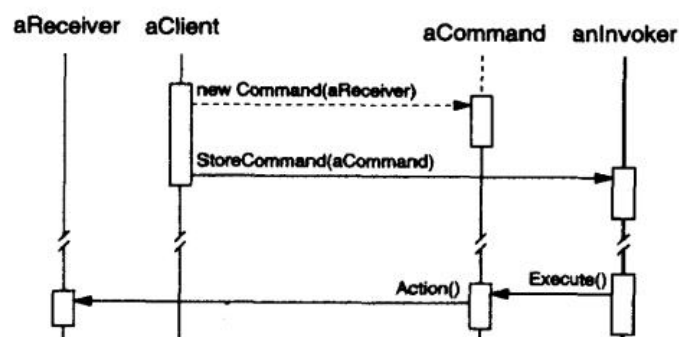 aReceiver aClient aCommand anInvoker
new Command(aReceiver)
StoreCommand(aCommand)
Action() Execute()